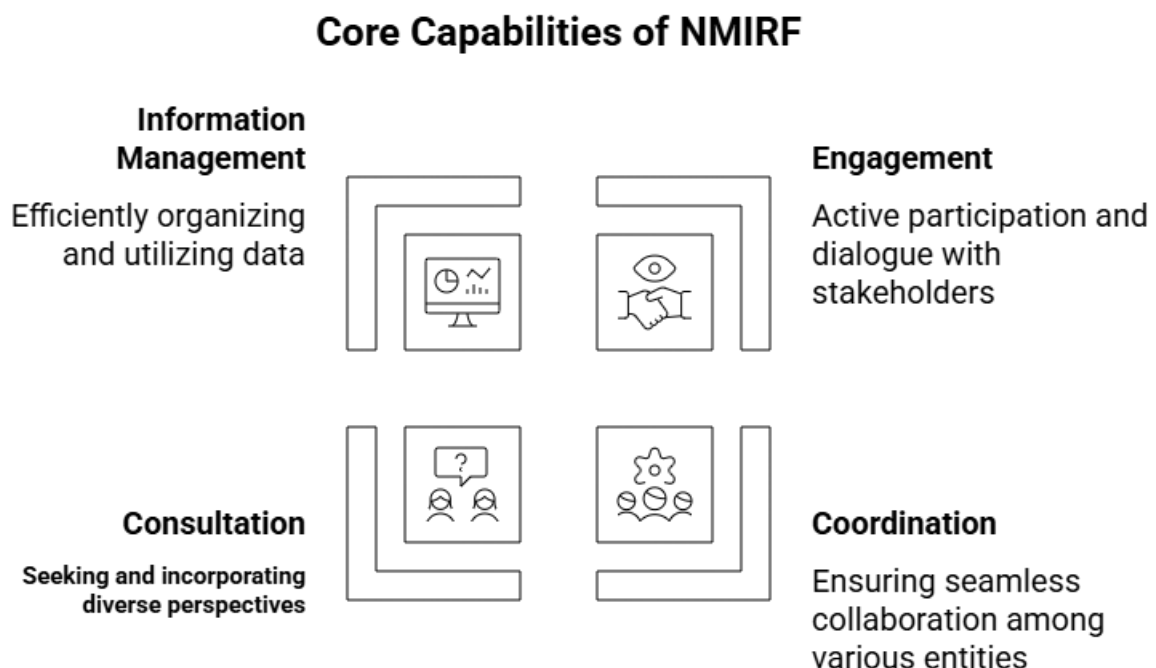 Core Capabilities of NMIRF
Information
Management
Efficiently organizing
and utilizing data
Engagement
Active participation and
dialogue with
stakeholders
?
Consultation
Seeking and incorporating
diverse perspectives
Coordination
Ensuring seamless
collaboration among
various entities